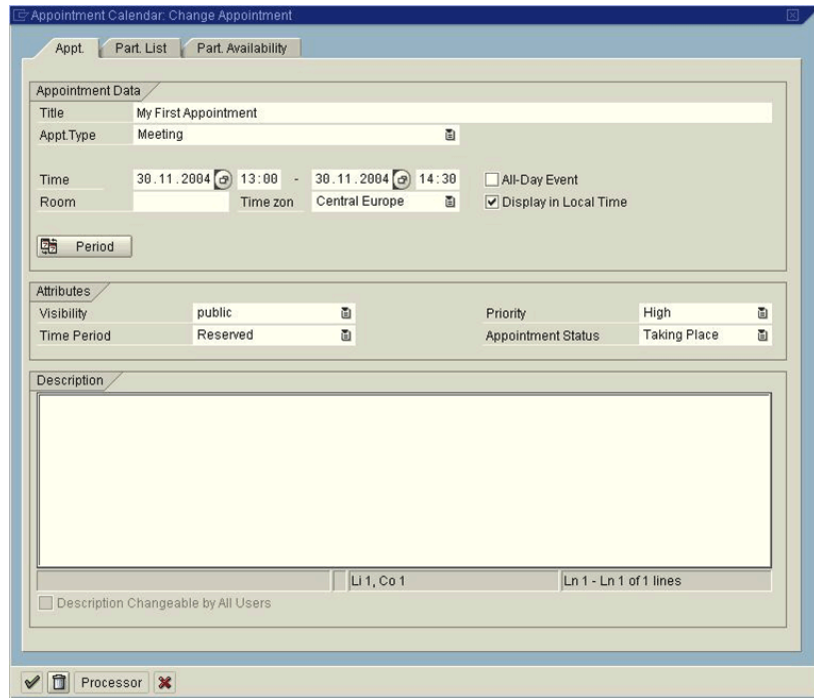 Appointment Calendar: Change Appointment
Appt. Part. List Part. Availability
Appointment Data
Title My First Appointment
Appt.Type Meeting
Time 30.11.2004 13:00 - 30.11.2004 14:30 All-Day Event
Room Time zon Central Europe Display in Local Time
Period
Attributes
Visibility public Priority High
Time Period Reserved Appointment Status Taking Place
Description
Li 1, Co 1 Ln 1 - Ln 1 of 1 lines
Description Changeable by All Users
Processor